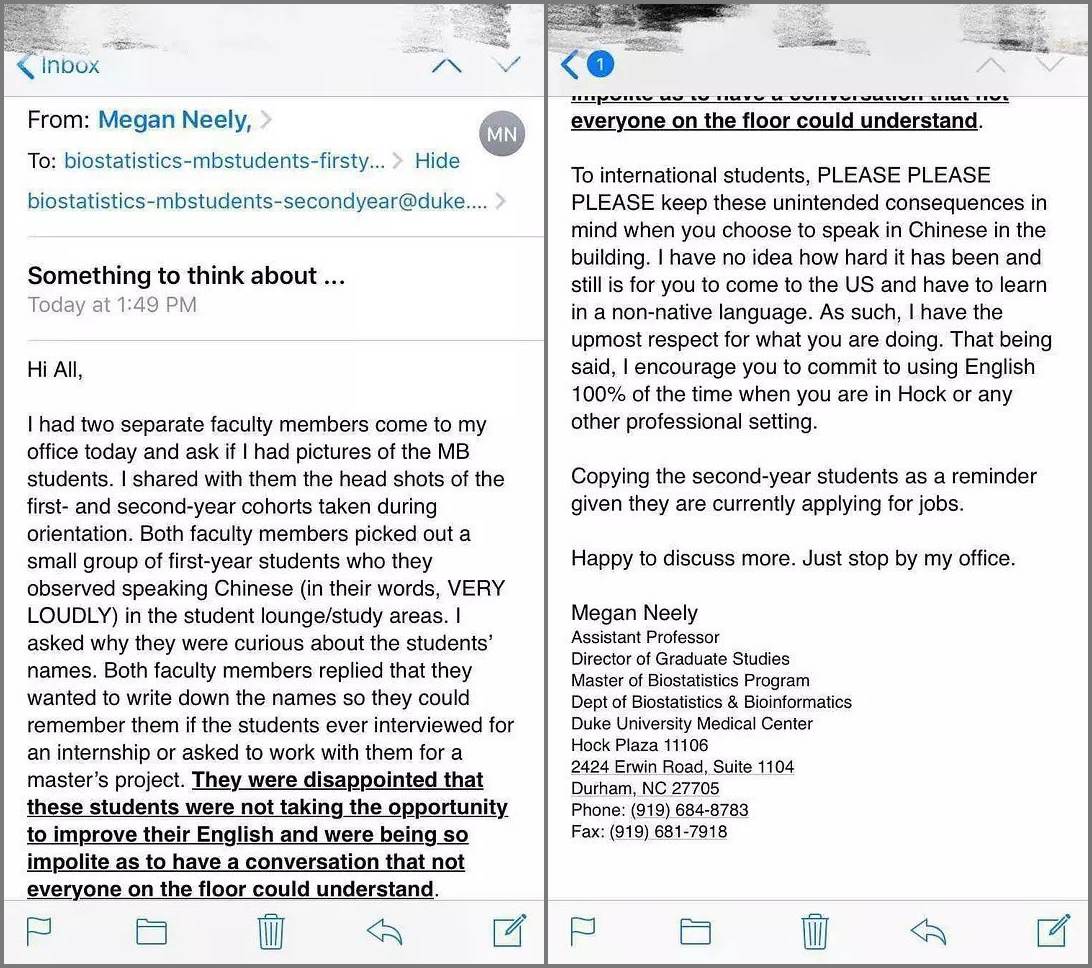 Inbox
From: Megan Neely,
MN
To: biostatistics-mbstudents-firsty... Hide
biostatistics-mbstudents-secondyear@duke....
Something to think about ...
Today at 1:49 PM
Hi All,
I had two separate faculty members come to my
office today and ask if I had pictures of the MB
students. I shared with them the head shots of the
first- and second-year cohorts taken during
orientation. Both faculty members picked out a
small group of first-year students who they
observed speaking Chinese (in their words, VERY
LOUDLY) in the student lounge/study areas. I
asked why they were curious about the students’
names. Both faculty members replied that they
wanted to write down the names so they could
remember them if the students ever interviewed for
an internship or asked to work with them for a
master’s project. They were disappointed that
these students were not taking the opportunity
to improve their English and were being so
impolite as to have a conversation that not
everyone on the floor could understand.
1
impolite as to have a conversation that not
everyone on the floor could understand.
To international students, PLEASE PLEASE
PLEASE keep these unintended consequences in
mind when you choose to speak in Chinese in the
building. I have no idea how hard it has been and
still is for you to come to the US and have to learn
in a non-native language. As such, I have the
upmost respect for what you are doing. That being
said, I encourage you to commit to using English
100% of the time when you are in Hock or any
other professional setting.
Copying the second-year students as a reminder
given they are currently applying for jobs.
Happy to discuss more. Just stop by my office.
Megan Neely
Assistant Professor
Director of Graduate Studies
Master of Biostatistics Program
Dept of Biostatistics & Bioinformatics
Duke University Medical Center
Hock Plaza 11106
2424 Erwin Road, Suite 1104
Durham, NC 27705
Phone: (919) 684-8783
Fax: (919) 681-7918